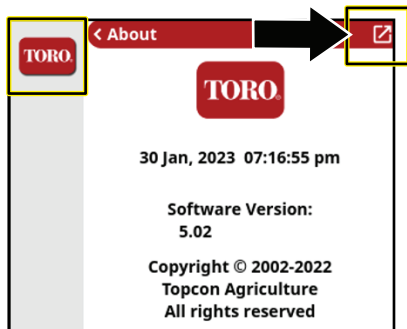 TORO.
< About
TORO.
30 Jan, 2023 07:16:55 pm
Software Version:
5.02
Copyright © 2002-2022
Topcon Agriculture
All rights reserved